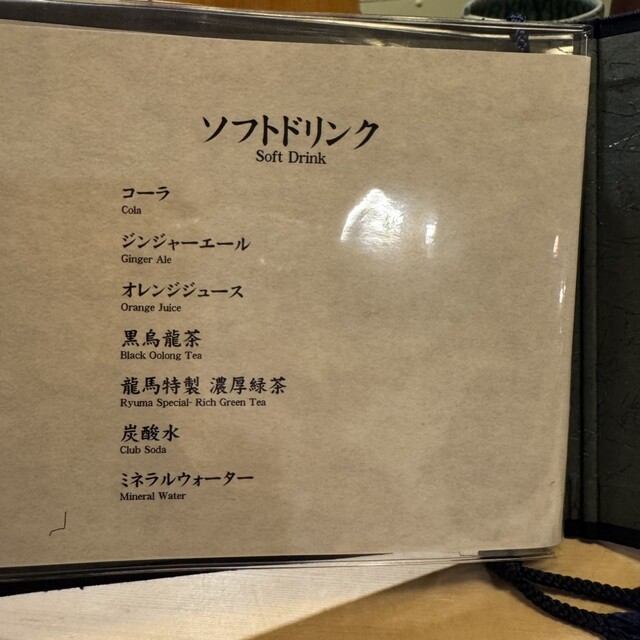 ソフトドリンク
Soft Drink
コーラ
Cola
ジンジャーエール
Ginger Ale
オレンジジュース
Orange Juice
黒烏龍茶
Black Oolong Tea
龍馬特製 濃厚緑茶
Ryuma Special- Rich Green Tea
炭酸水
Club Soda
ミネラルウォーター
Mineral Water